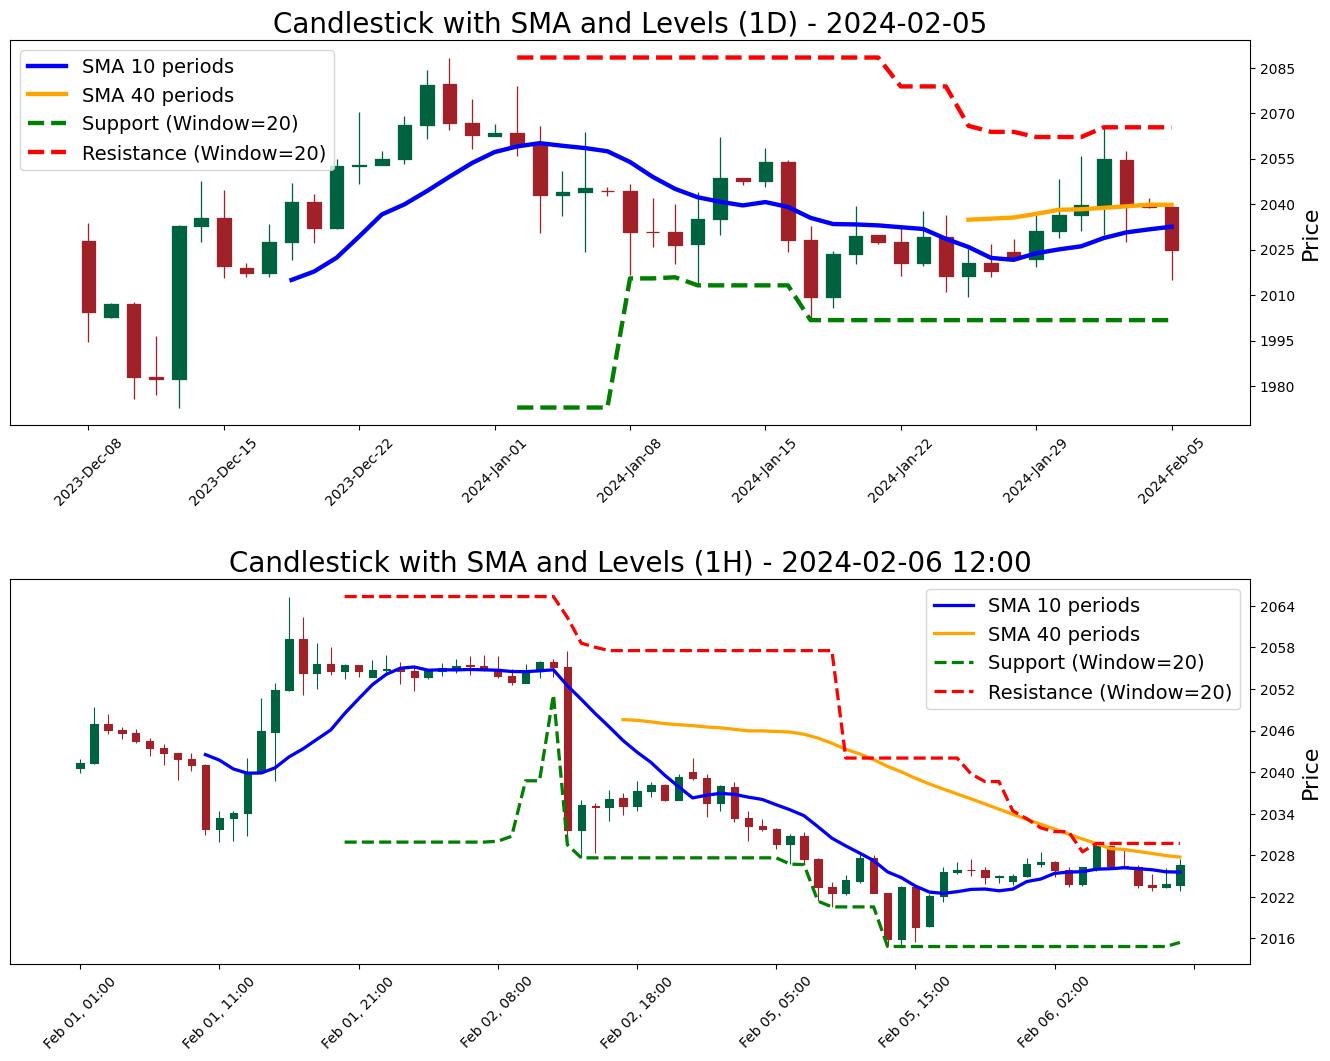 Candlestick with SMA and Levels (1D) - 2024-02-05
SMA 10 periods
SMA 40 periods
Support (Window=20)
Resistance (Window=20)
2085
2070
2055
2040
2025
2010
1995
1980
Price
2023-Dec-08
2023-Dec-15
2023-Dec-22
2024-Jan-01
2024-Jan-08
2024-Jan-15
2024-Jan-22
2024-Jan-29
2024-Feb-05
Candlestick with SMA and Levels (1H) - 2024-02-06 12:00
SMA 10 periods
SMA 40 periods
Support (Window=20)
Resistance (Window=20)
2064
2058
2052
2046
2040
2034
2028
2022
2016
Price
Feb 01, 01:00
Feb 01, 11:00
Feb 01, 21:00
Feb 02, 08:00
Feb 02, 18:00
Feb 05, 05:00
Feb 05, 15:00
Feb 06, 02:00